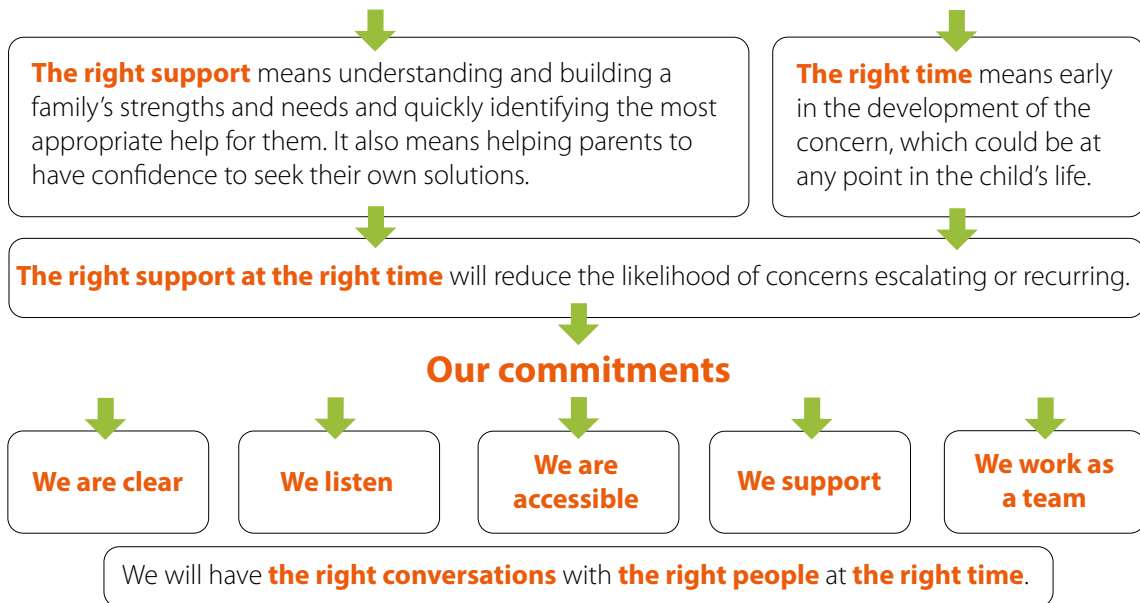 The right support means understanding and building a
family’s strengths and needs and quickly identifying the most
appropriate help for them. It also means helping parents to
have confidence to seek their own solutions.
The right time means early
in the development of the
concern, which could be at
any point in the child’s life.
The right support at the right time will reduce the likelihood of concerns escalating or recurring.
Our commitments
We are clear
We listen
We are
accessible
We support
We work as
a team
We will have the right conversations with the right people at the right time.